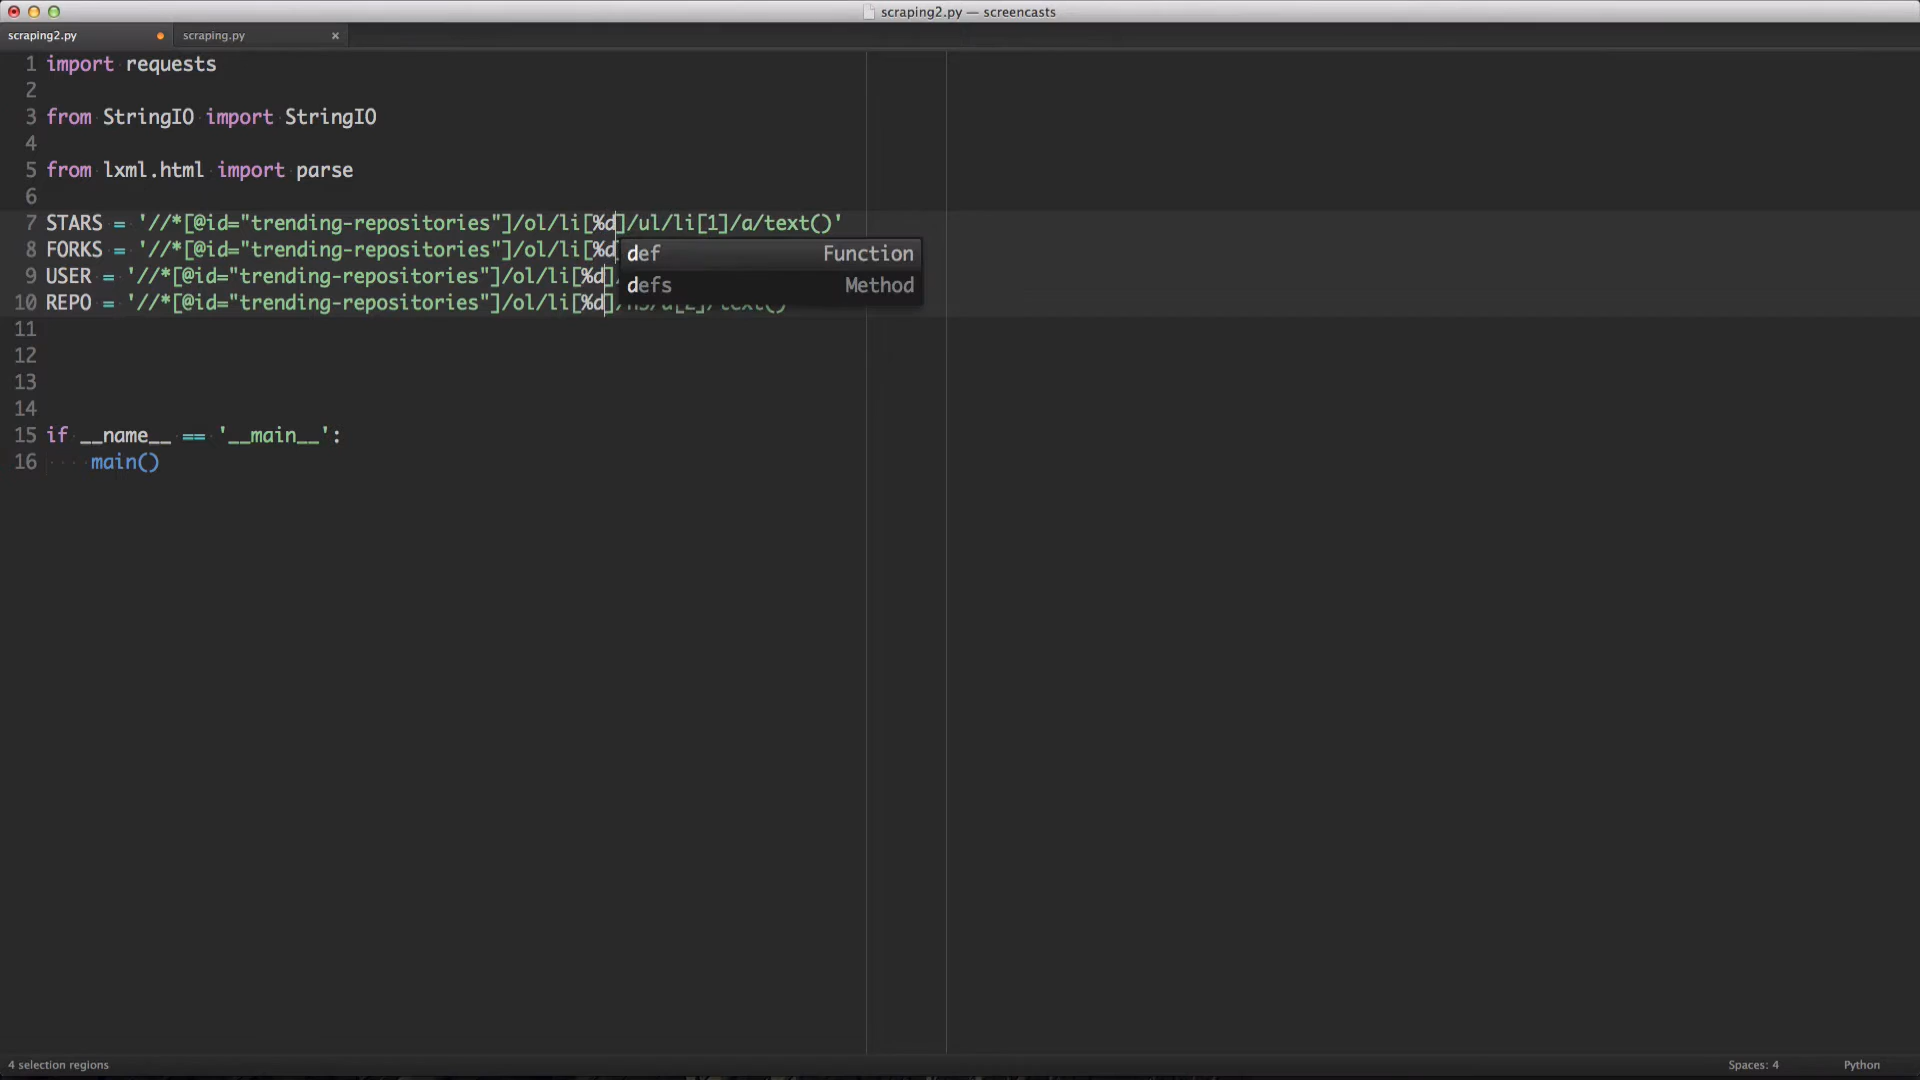 scraping2.py — screencasts
scraping2.py
scraping.py ×
1 import requests
2
3 from StringIO import StringIO
4
5 from lxml.html import parse
6
7 STARS = '//*[@id="trending-repositories"]/ol/li[%d]/ul/li[1]/a/text()'
8 FORKS = '//*[@id="trending-repositories"]/ol/li[%d
def Function
9 USER = '//*[@id="trending-repositories"]/ol/li[%d]
defs Method
10 REPO = '//*[@id="trending-repositories"]/ol/li[%d]/h3/a[2]/text()'
11
12
13
14
15 if __name__ == '__main__':
16 main()
4 selection regions
Spaces: 4
Python